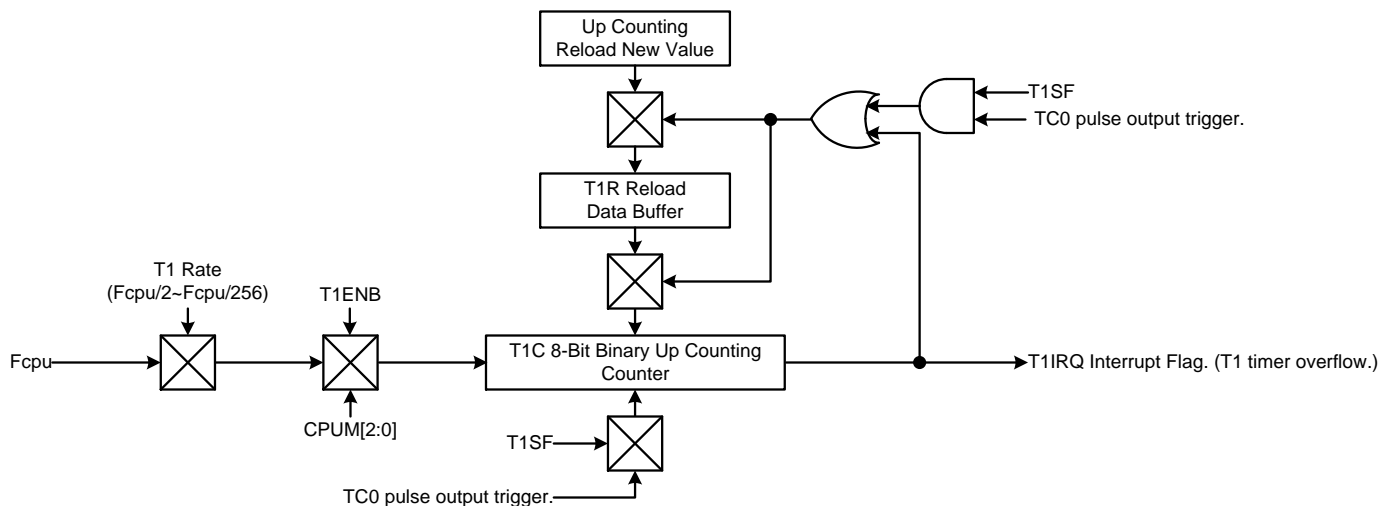 Up Counting
Reload New Value
T1SF
TC0 pulse output trigger.
T1R Reload
Data Buffer
T1 Rate
(Fcpu/2~Fcpu/256)
T1ENB
Fcpu
T1C 8-Bit Binary Up Counting
Counter
T1IRQ Interrupt Flag. (T1 timer overflow.)
CPUM[2:0]
T1SF
TC0 pulse output trigger.